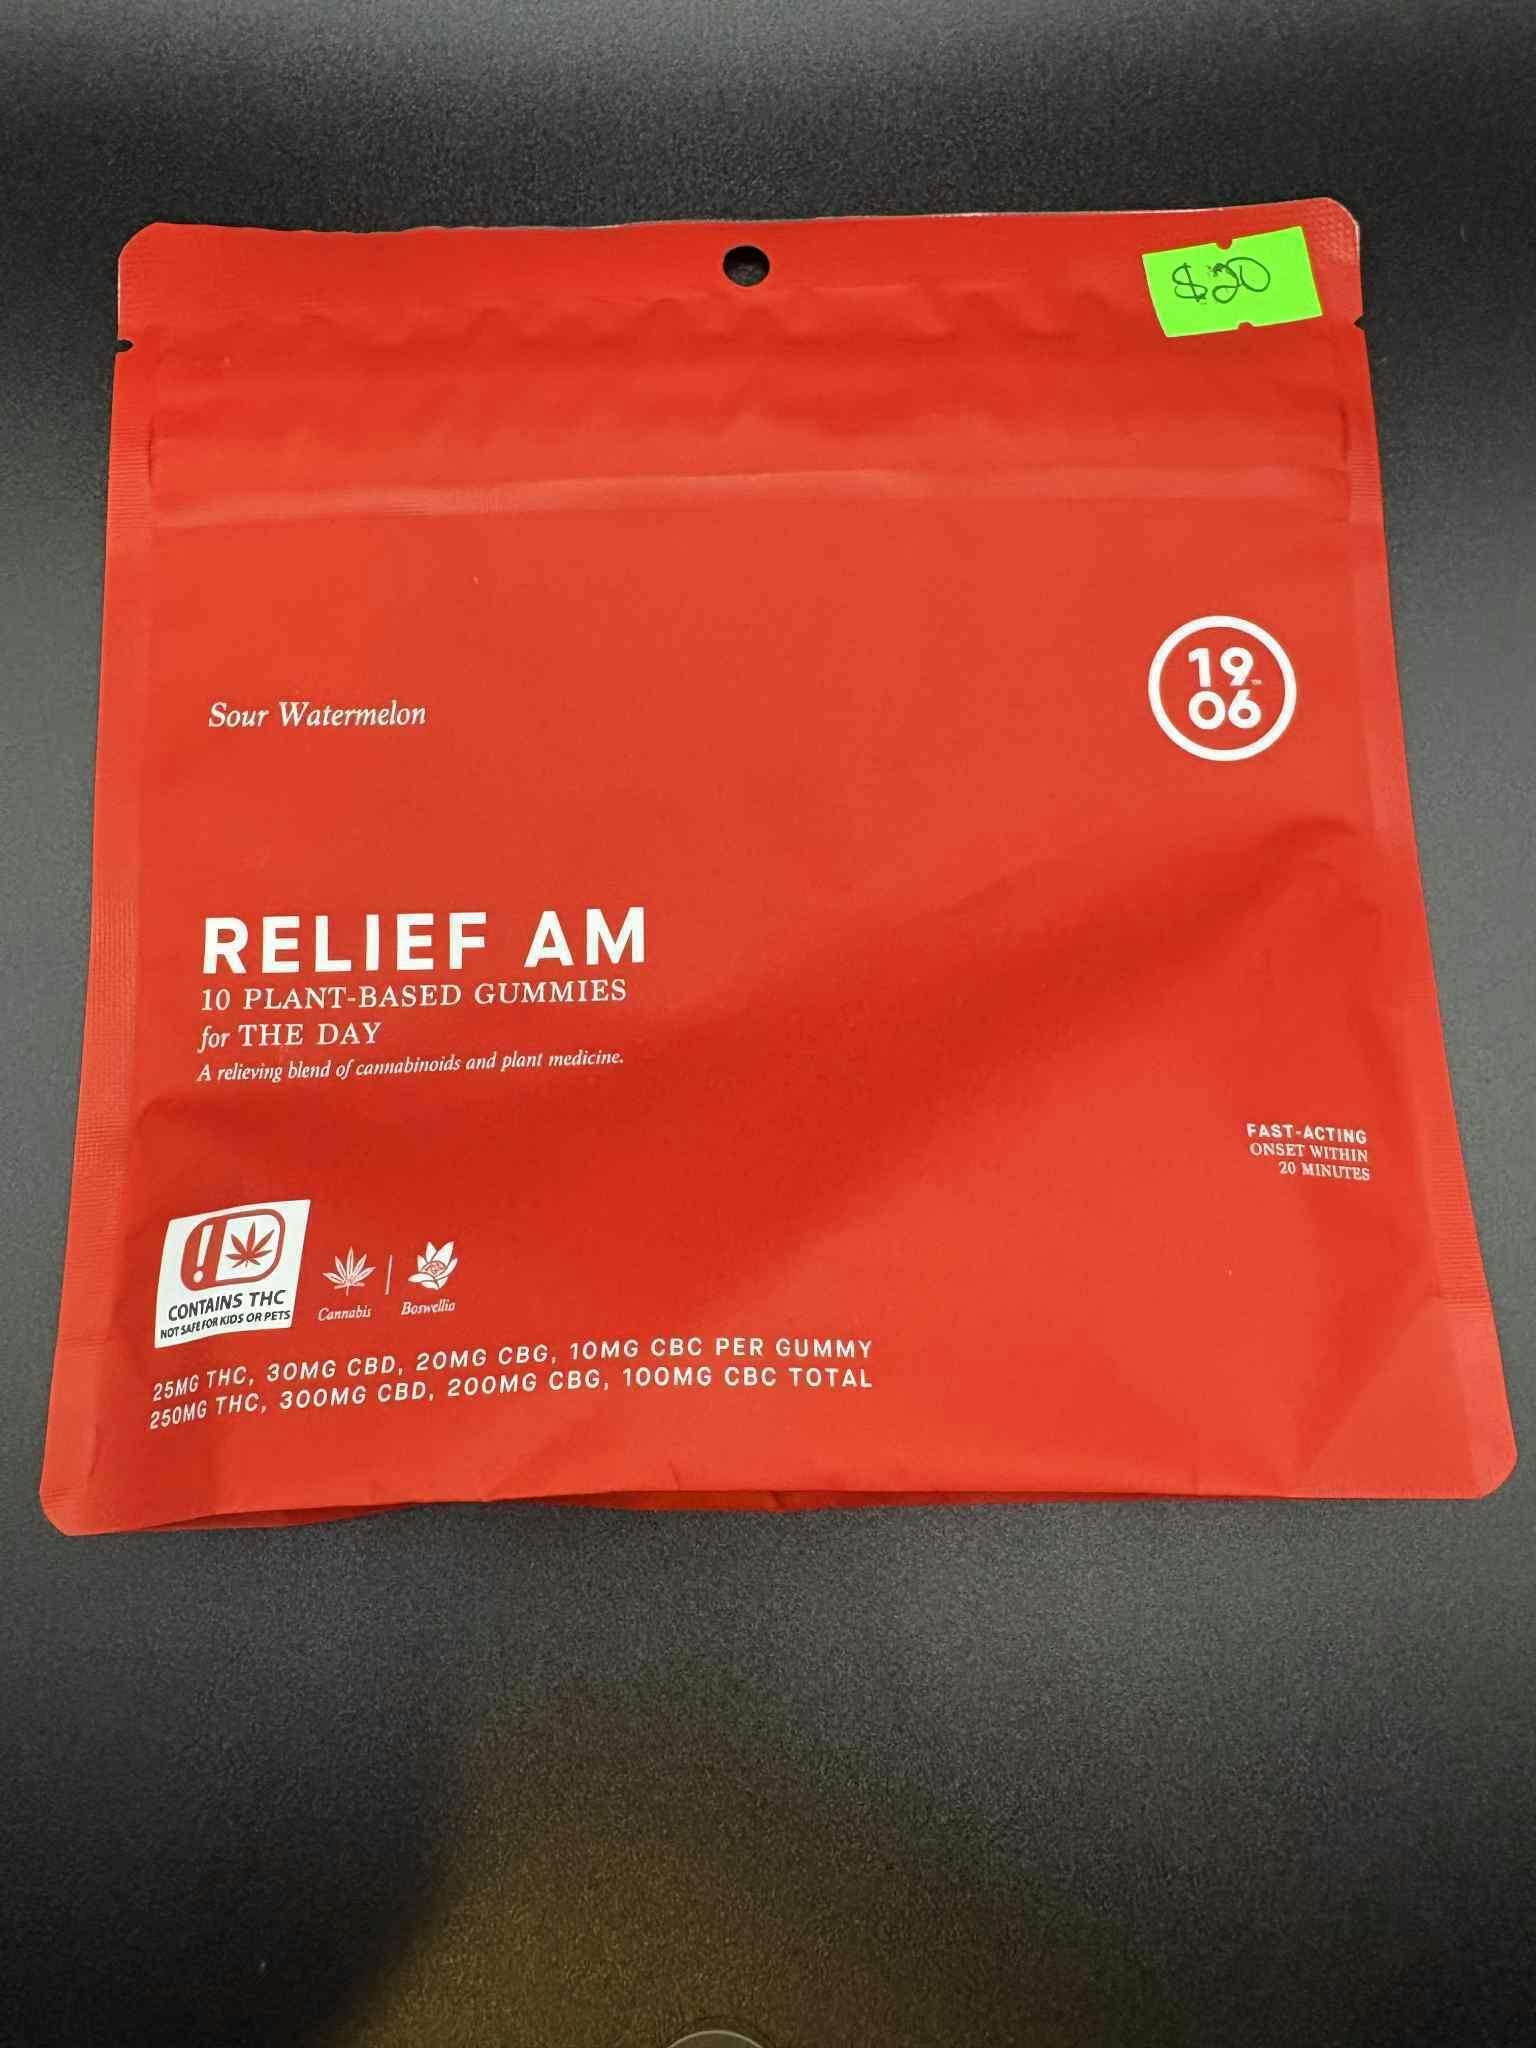 $20
19
06
™
Sour Watermelon
RELIEF AM
10 PLANT-BASED GUMMIES
for THE DAY
A relieving blend of cannabinoids and plant medicine.
FAST-ACTING
ONSET WITHIN
20 MINUTES
!
CONTAINS THC
NOT SAFE FOR KIDS OR PETS
Cannabis
Boswellia
25MG THC, 30MG CBD, 20MG CBG, 10MG CBC PER GUMMY
250MG THC, 300MG CBD, 200MG CBG, 100MG CBC TOTAL